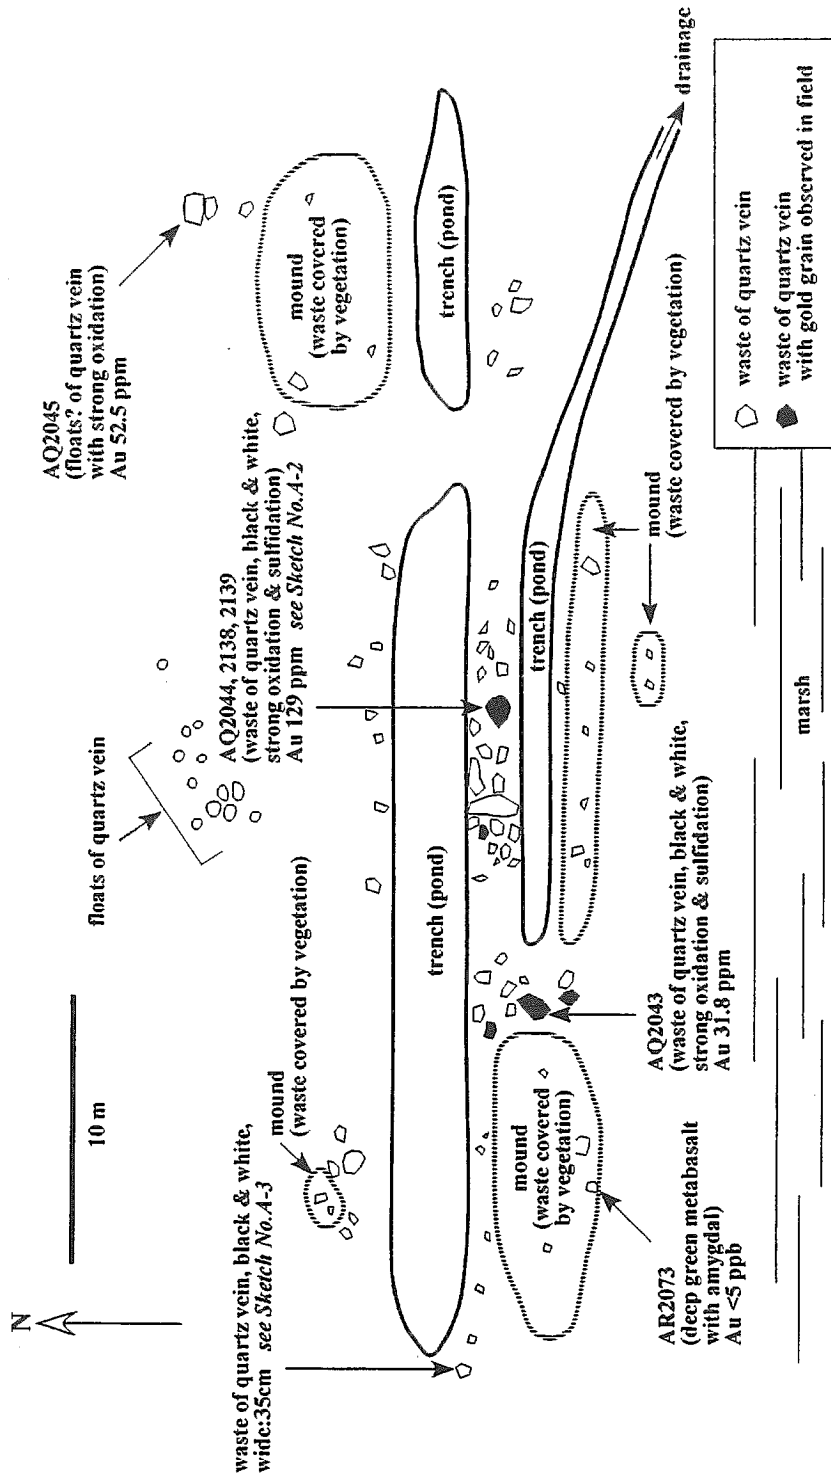 N
10 m
floats of quartz vein
AQ2045
(floats? of quartz vein
with strong oxidation)
Au 52.5 ppm
waste of quartz vein, black & white,
wide:35cm see Sketch No.A-3
mound
(waste covered by vegetation)
AQ2044, 2138, 2139
(waste of quartz vein, black & white,
strong oxidation & sulfidation)
Au 129 ppm see Sketch No.A-2
mound
(waste covered
by vegetation)
trench (pond)
trench (pond)
mound
(waste covered
by vegetation)
trench (pond)
drainage
AR2073
(deep green metabasalt
with amygdal)
Au <5 ppb
AQ2043
(waste of quartz vein, black & white,
strong oxidation & sulfidation)
Au 31.8 ppm
mound
(waste covered by vegetation)
marsh
waste of quartz vein
waste of quartz vein
with gold grain observed in field